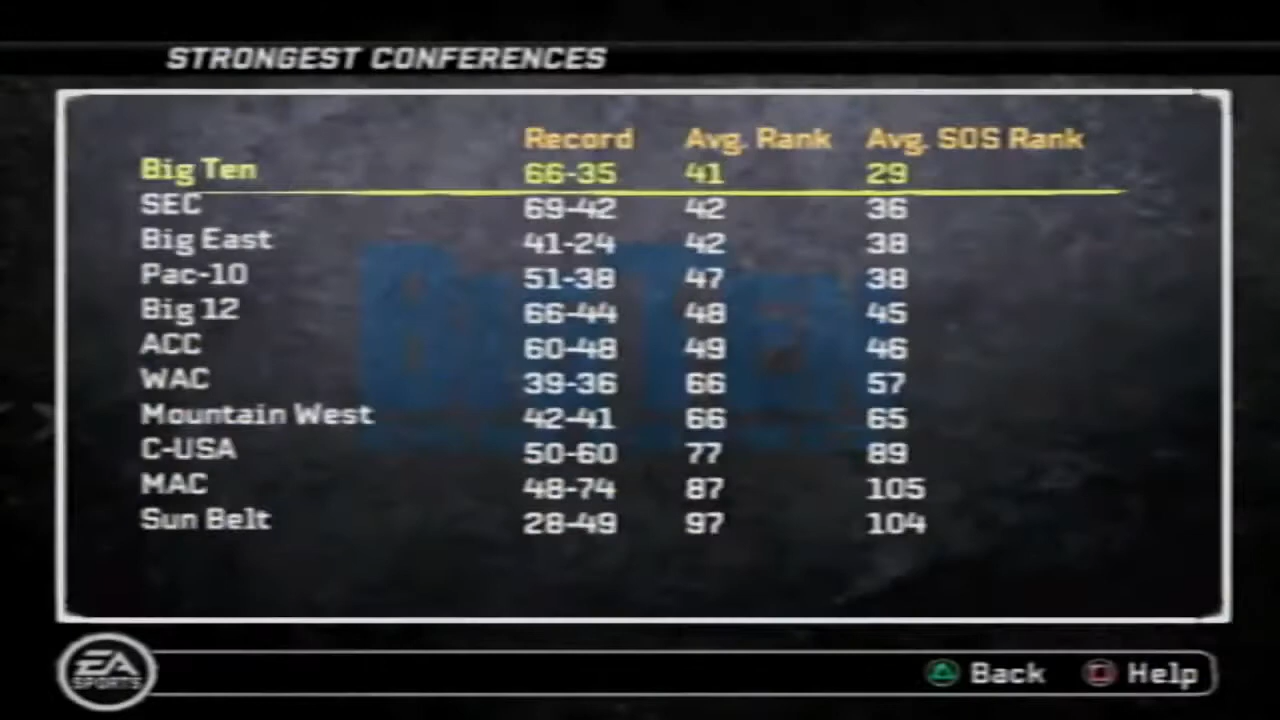 STRONGEST CONFERENCES
Record Avg. Rank Avg. SOS Rank
Big Ten 66-35 41 29
SEC 69-42 42 36
Big East 41-24 42 38
Pac-10 51-38 47 38
Big 12 66-44 48 45
ACC 60-48 49 46
WAC 39-36 66 57
Mountain West 42-41 66 65
C-USA 50-60 77 89
MAC 48-74 87 105
Sun Belt 28-49 97 104
EA SPORTS
Back Help